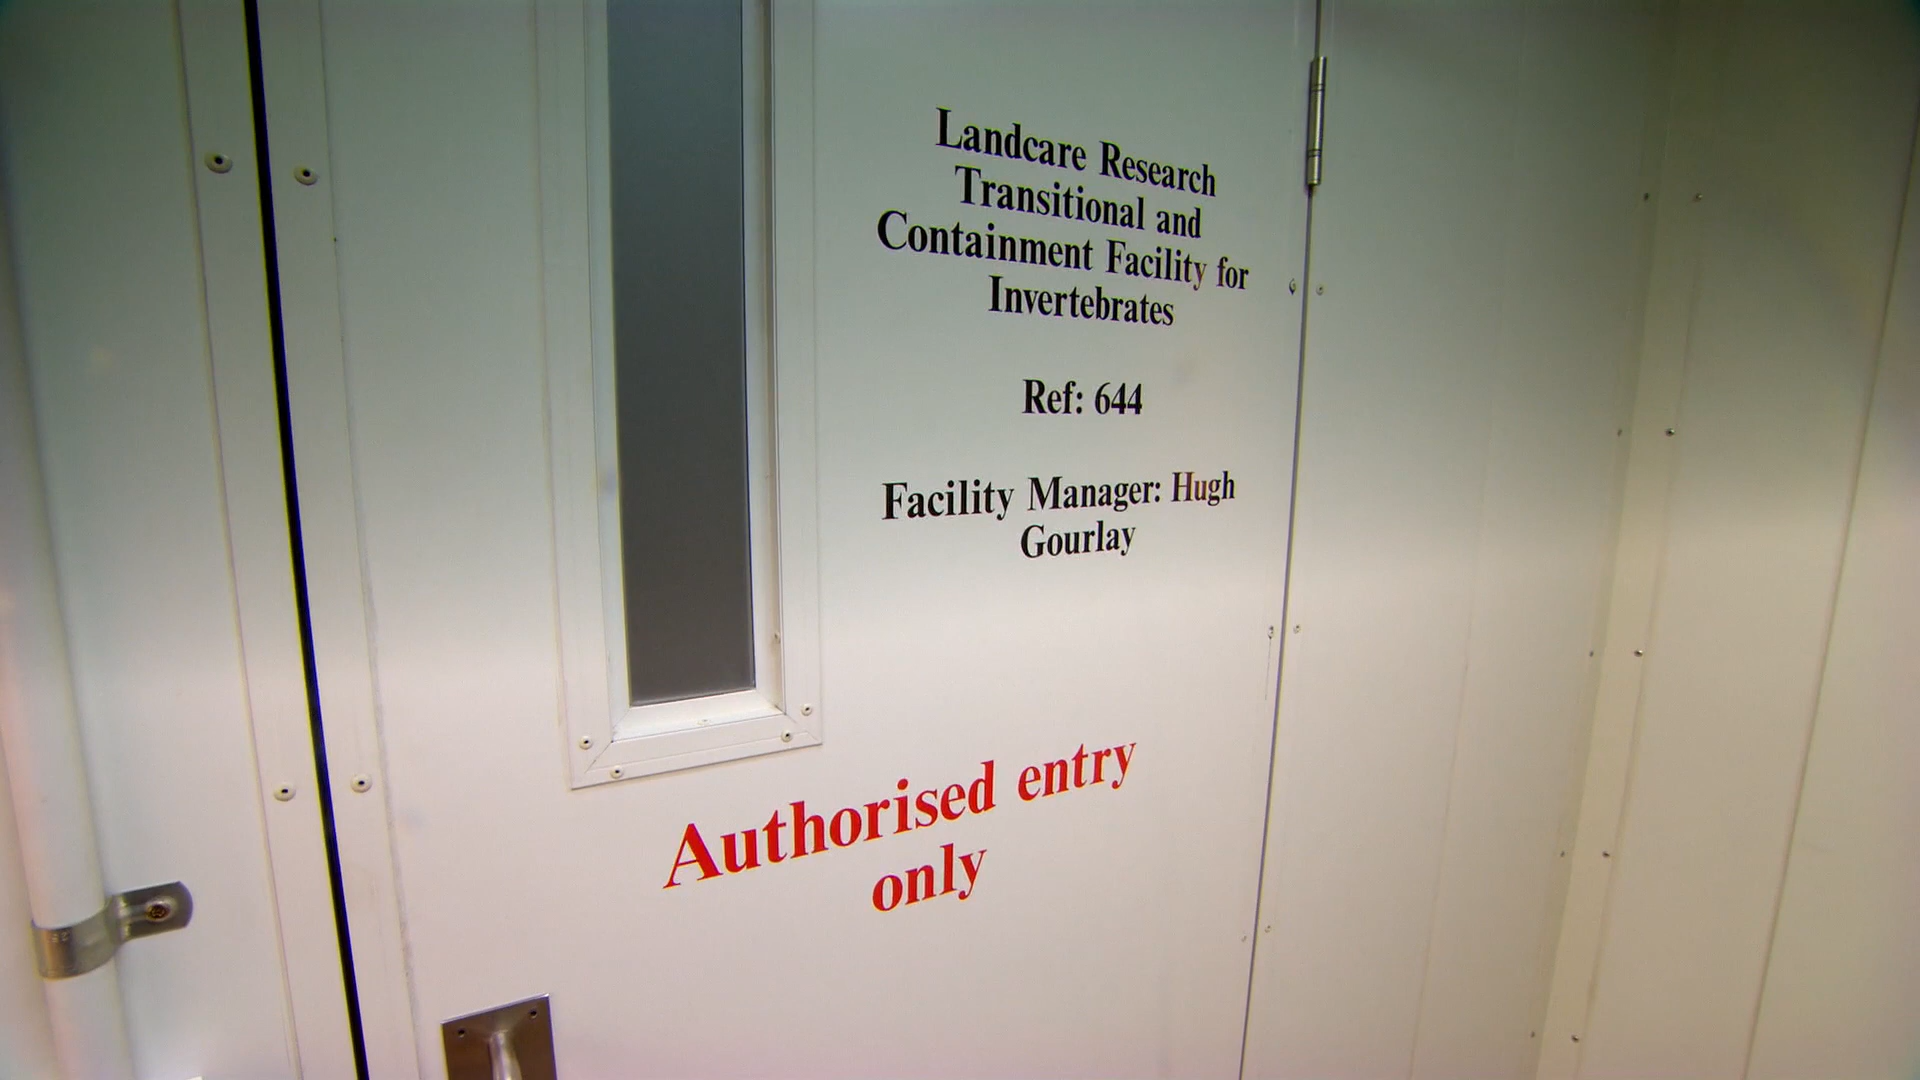 Landcare Research
Transitional and
Containment Facility for
Invertebrates
Ref: 644
Facility Manager: Hugh
Gourlay
Authorised entry
only